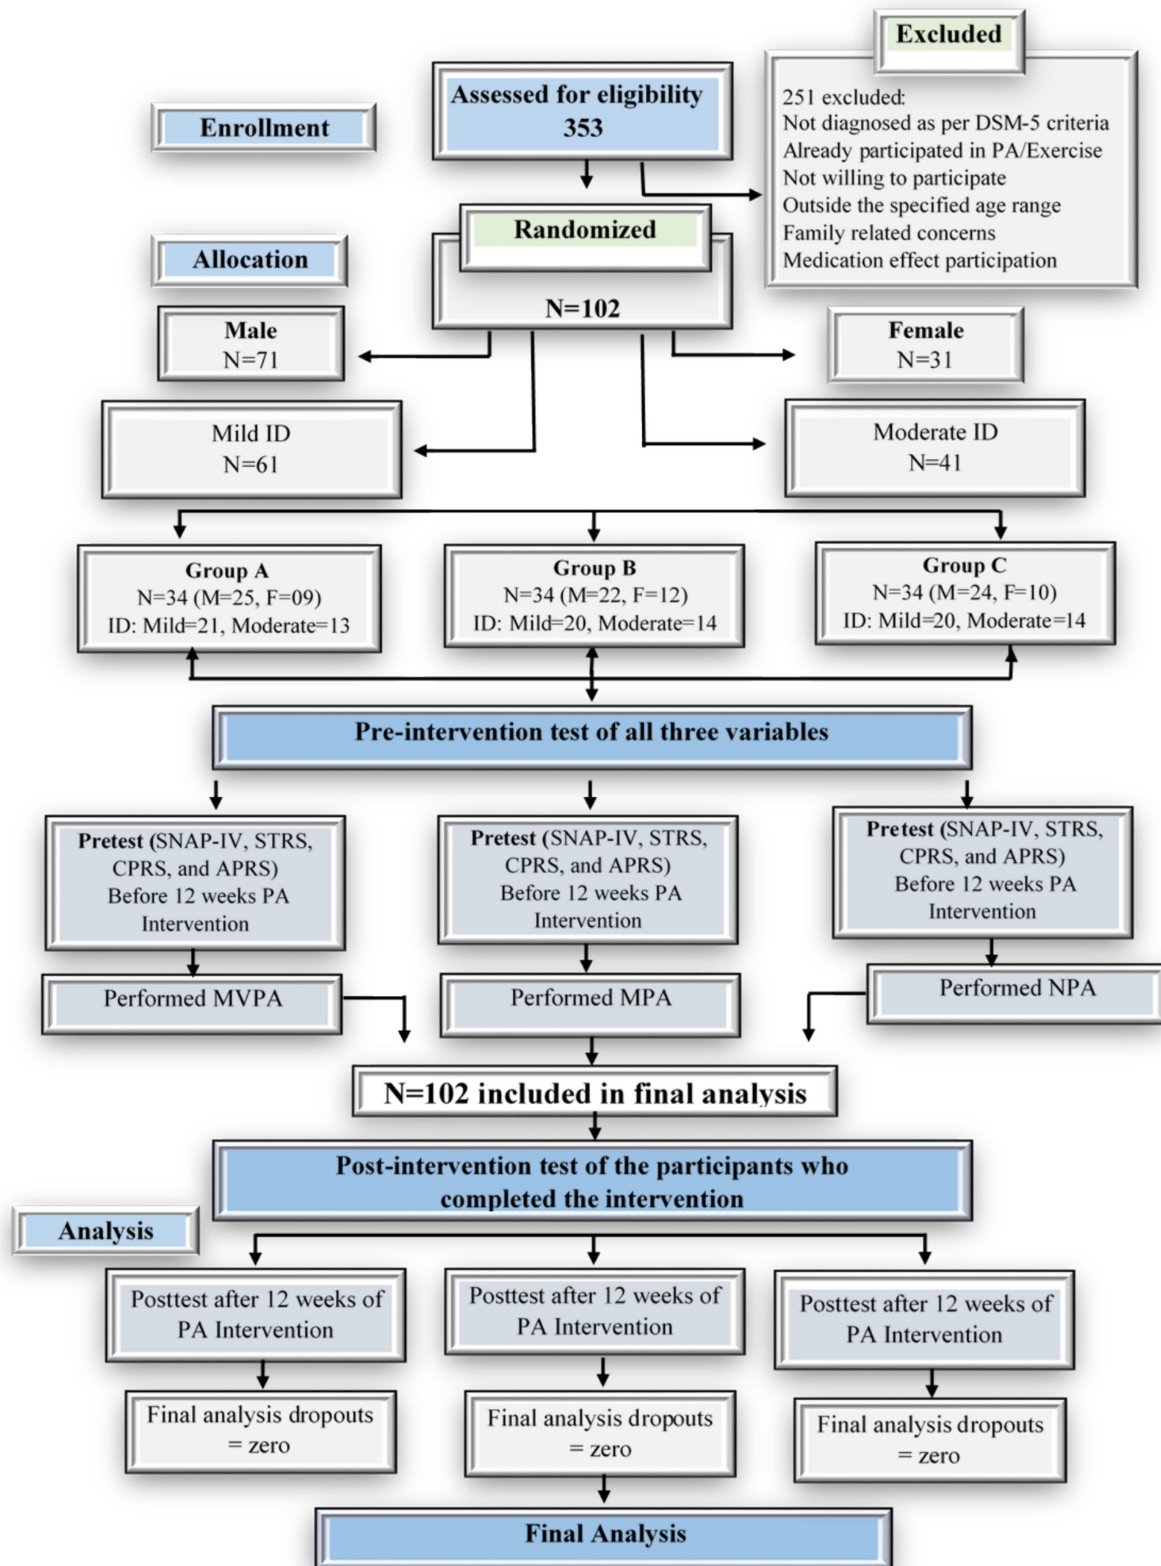 Excluded
251 excluded:
Not diagnosed as per DSM-5 criteria
Already participated in PA/Exercise
Not willing to participate
Outside the specified age range
Family related concerns
Medication effect participation
Enrollment
Assessed for eligibility
353
Allocation
Randomized
N=102
Male
N=71
Female
N=31
Mild ID
N=61
Moderate ID
N=41
Group A
N=34 (M=25, F=09)
ID: Mild=21, Moderate=13
Group B
N=34 (M=22, F=12)
ID: Mild=20, Moderate=14
Group C
N=34 (M=24, F=10)
ID: Mild=20, Moderate=14
Pre-intervention test of all three variables
Pretest (SNAP-IV, STRS,
CPRS, and APRS)
Before 12 weeks PA
Intervention
Pretest (SNAP-IV, STRS,
CPRS, and APRS)
Before 12 weeks PA
Intervention
Pretest (SNAP-IV, STRS,
CPRS, and APRS)
Before 12 weeks PA
Intervention
Performed MVPA
Performed MPA
Performed NPA
N=102 included in final analysis
Post-intervention test of the participants who
completed the intervention
Analysis
Posttest after 12 weeks of
PA Intervention
Posttest after 12 weeks of
PA Intervention
Posttest after 12 weeks of
PA Intervention
Final analysis dropouts
= zero
Final analysis dropouts
= zero
Final analysis dropouts
= zero
Final Analysis